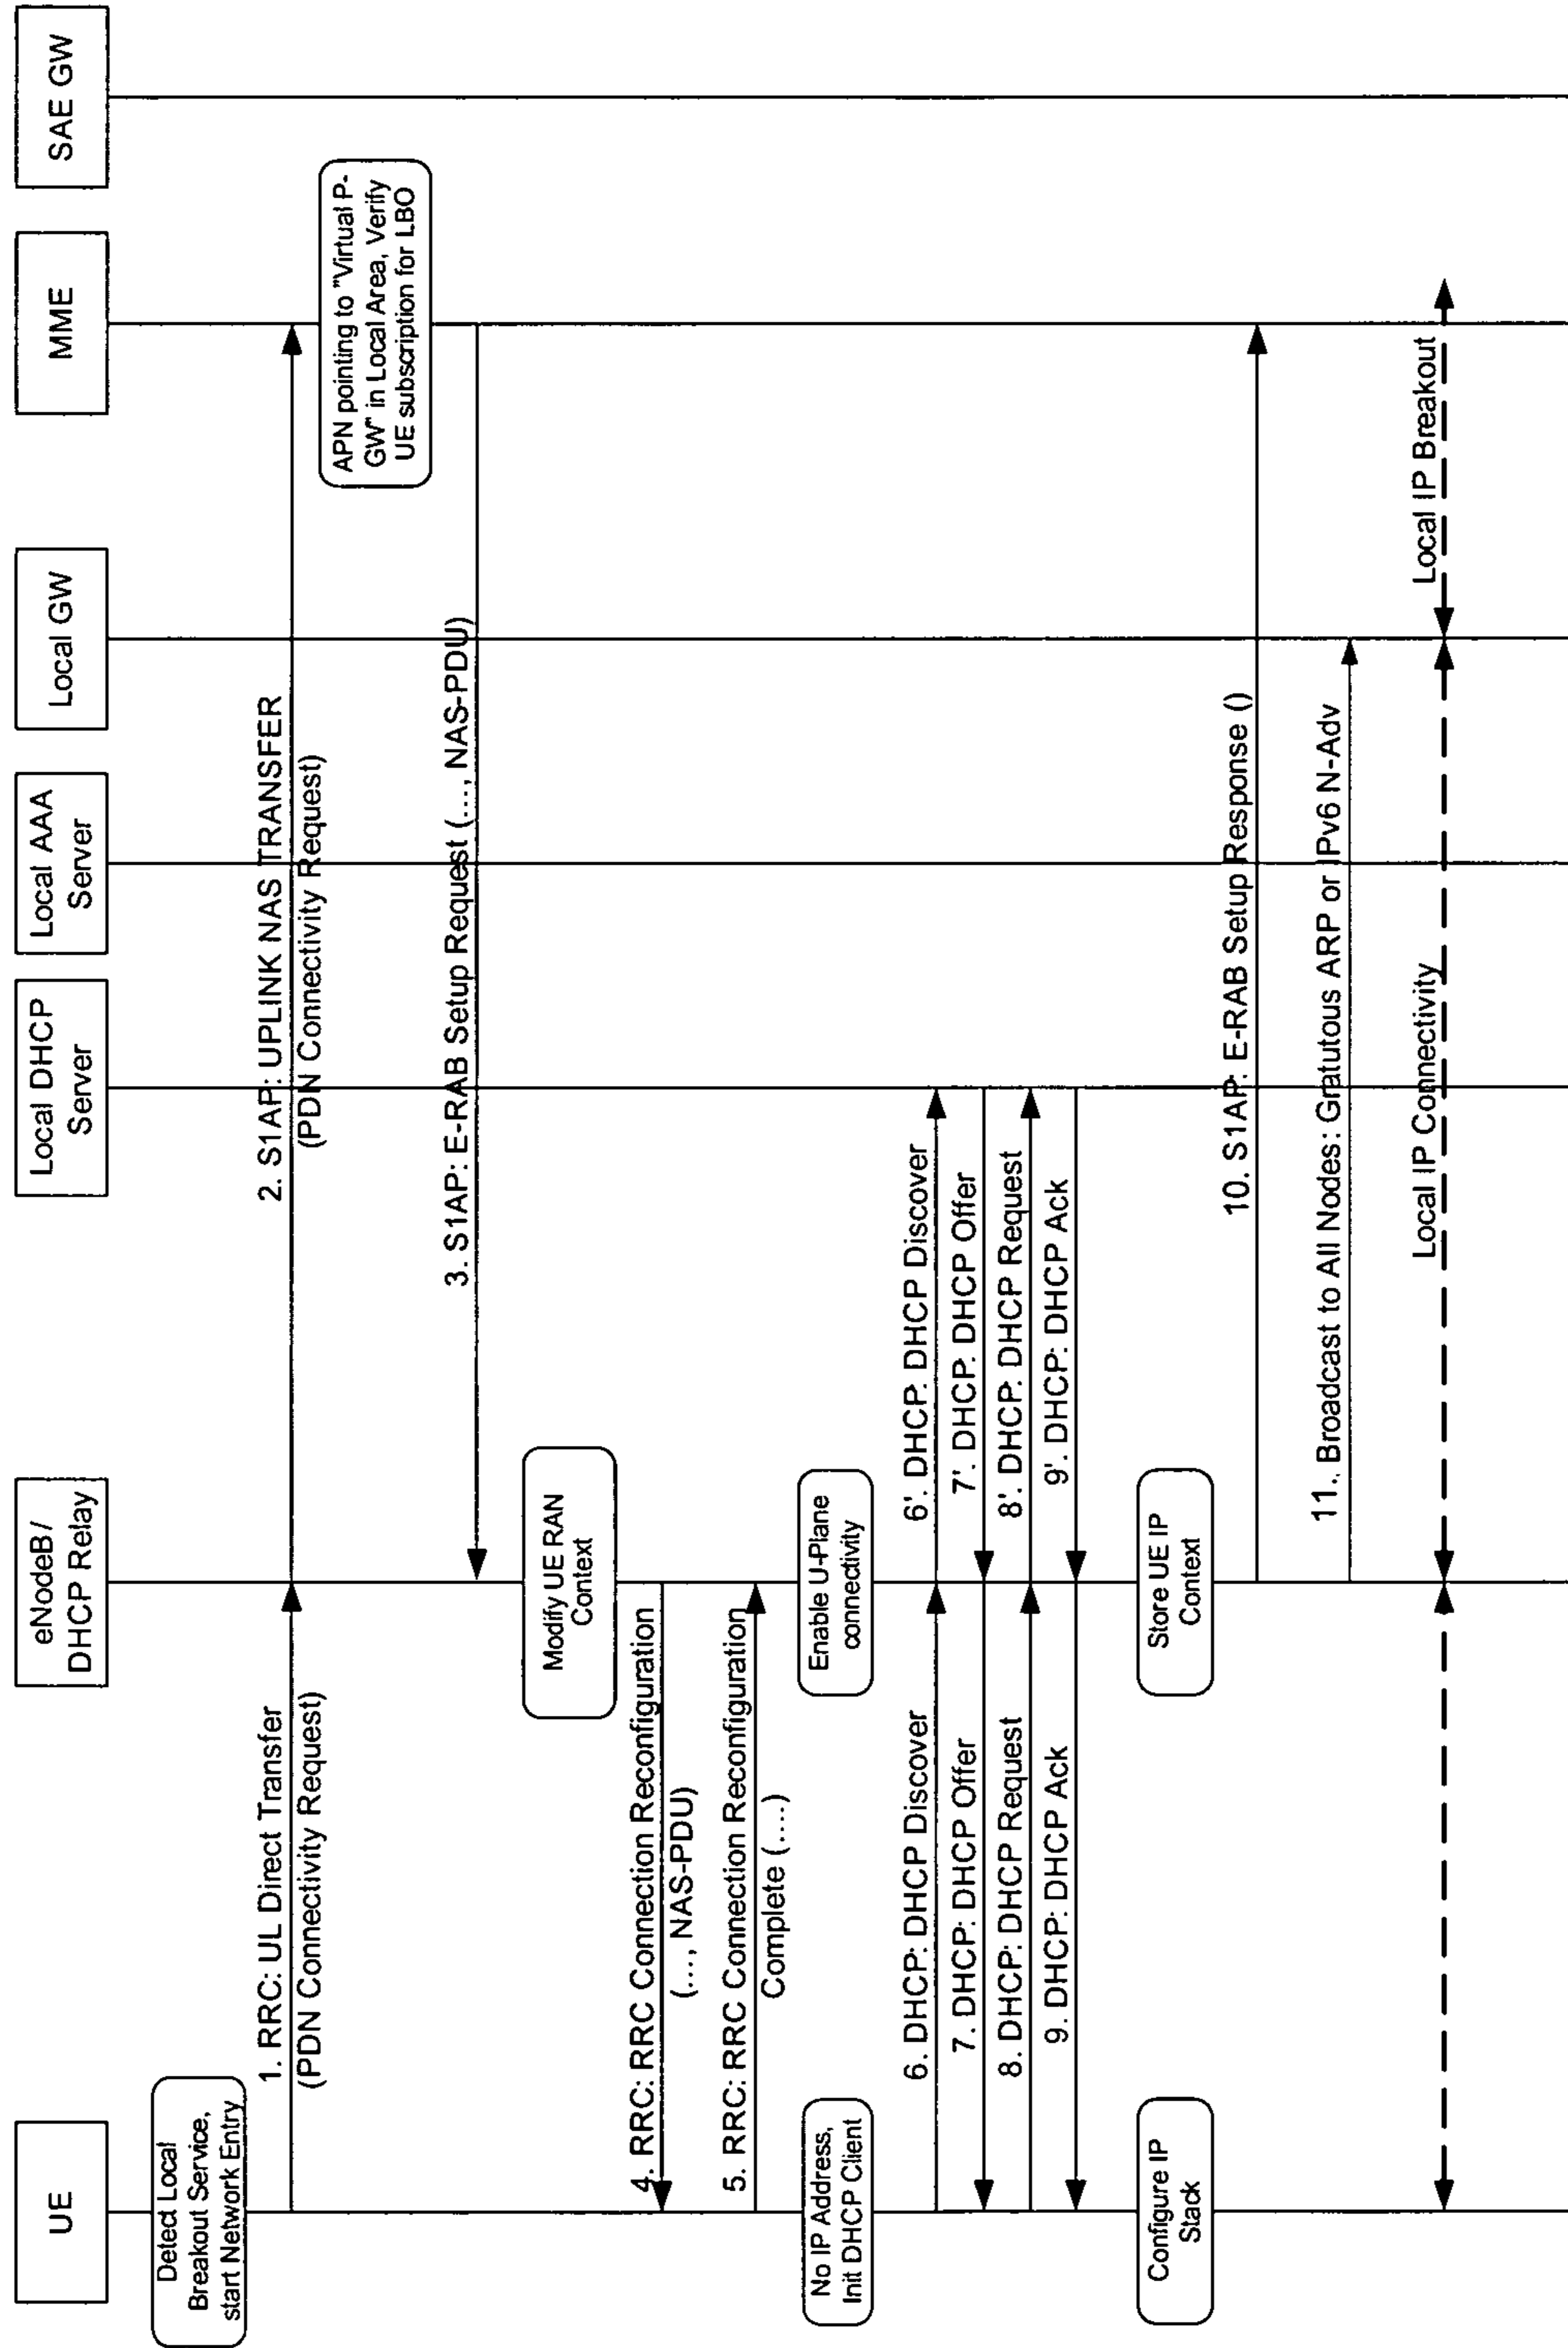 UE
eNodeB/
DHCP Relay
Local DHCP
Server
Local AAA
Server
Local GW
MME
SAE GW
Detect Local
Breakout Service,
start Network Entry
1. RRC: UL Direct Transfer
(PDN Connectivity Request)
2. S1AP: UPLINK NAS TRANSFER
(PDN Connectivity Request)
APN pointing to "Virtual P-
GW" in Local Area, Verify
UE subscription for LBO
3. S1AP: E-RAB Setup Request (..., NAS-PDU)
Modify UE RAN
Context
4. RRC: RRC Connection Reconfiguration
(..., NAS-PDU)
5. RRC: RRC Connection Reconfiguration
Complete (....)
No IP Address,
Init DHCP Client
Enable U-Plane
connectivity
6. DHCP: DHCP Discover
6'. DHCP: DHCP Discover
7. DHCP: DHCP Offer
7'. DHCP: DHCP Offer
8. DHCP: DHCP Request
8'. DHCP: DHCP Request
9. DHCP: DHCP Ack
9'. DHCP: DHCP Ack
Configure IP
Stack
Store UE IP
Context
10. S1AP: E-RAB Setup Response ()
11.. Broadcast to All Nodes: Gratutous ARP or IPv6 N-Adv
Local IP Connectivity
Local IP Breakout